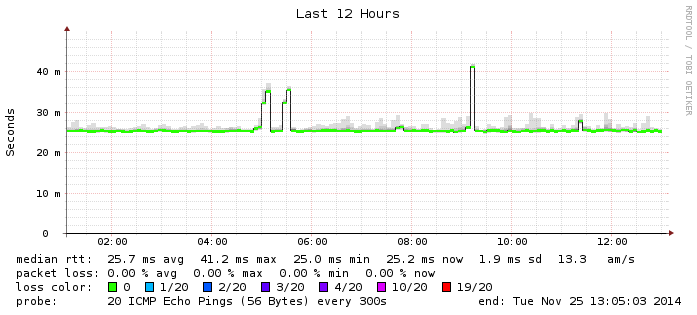 Last 12 Hours
RRDTOOL / TOBI OETIKER
Seconds
40 m
30 m
20 m
10 m
0
02:00 04:00 06:00 08:00 10:00 12:00
median rtt: 25.7 ms avg 41.2 ms max 25.0 ms min 25.2 ms now 1.9 ms sd 13.3 am/s
packet loss: 0.00 % avg 0.00 % max 0.00 % min 0.00 % now
loss color: 0 1/20 2/20 3/20 4/20 10/20 19/20
probe: 20 ICMP Echo Pings (56 Bytes) every 300s end: Tue Nov 25 13:05:03 2014